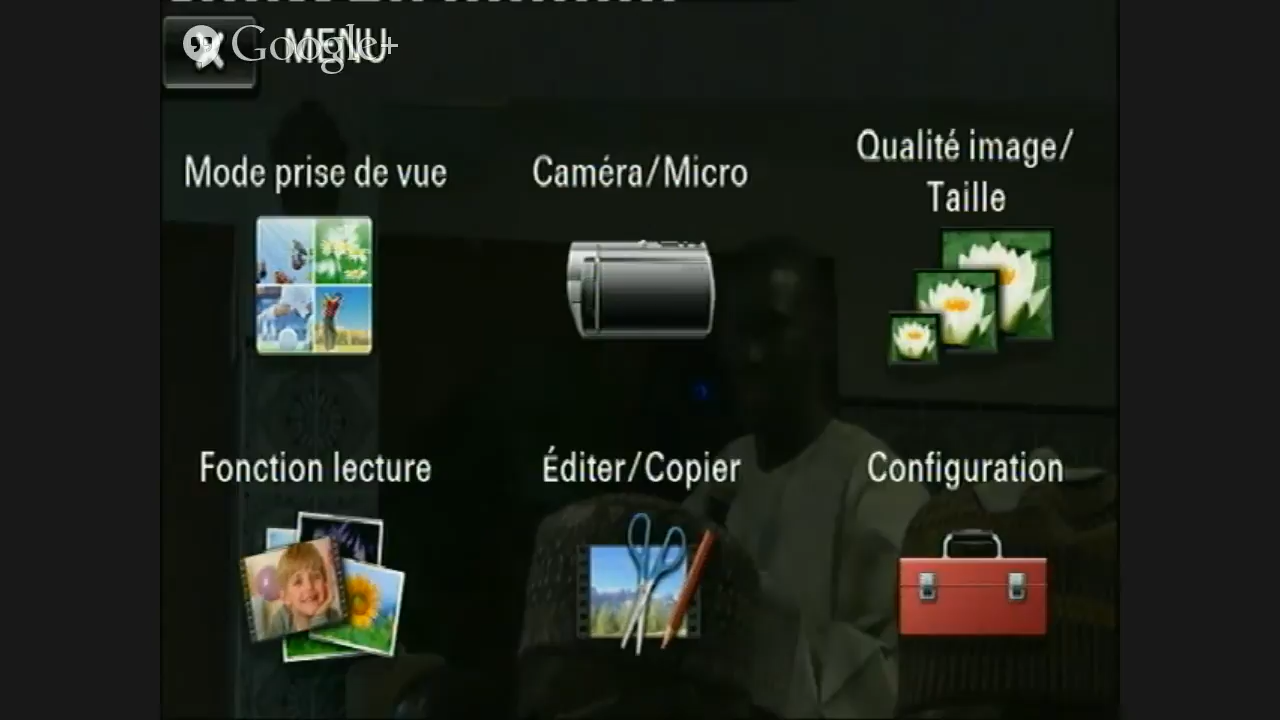 Google+
MENU
Mode prise de vue
Caméra/Micro
Qualité image/
Taille
Fonction lecture
Éditer/Copier
Configuration